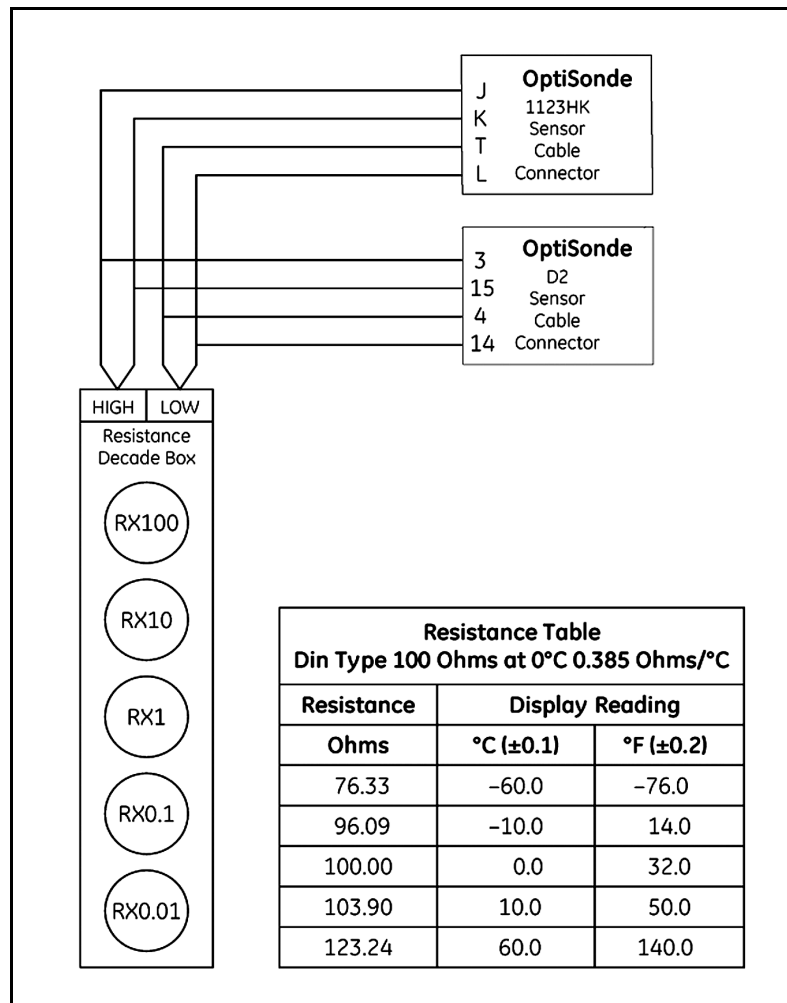 OptiSonde
J 1123HK
K Sensor
T Cable
L Connector
OptiSonde
3 D2
15 Sensor
4 Cable
14 Connector
HIGH LOW
Resistance
Decade Box
RX100
RX10
RX1
RX0.1
RX0.01
Resistance Table
Din Type 100 Ohms at 0°C 0.385 Ohms/°C
Resistance Display Reading
Ohms °C (±0.1) °F (±0.2)
76.33 −60.0 −76.0
96.09 −10.0 14.0
100.00 0.0 32.0
103.90 10.0 50.0
123.24 60.0 140.0